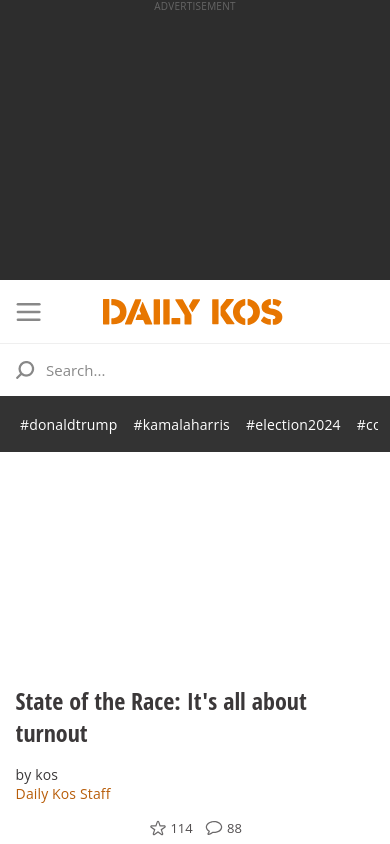 ADVERTISEMENT
DAILY KOS
Search...
#donaldtrump #kamalaharris #election2024
State of the Race: It's all about
turnout
by kos
Daily Kos Staff
114 88